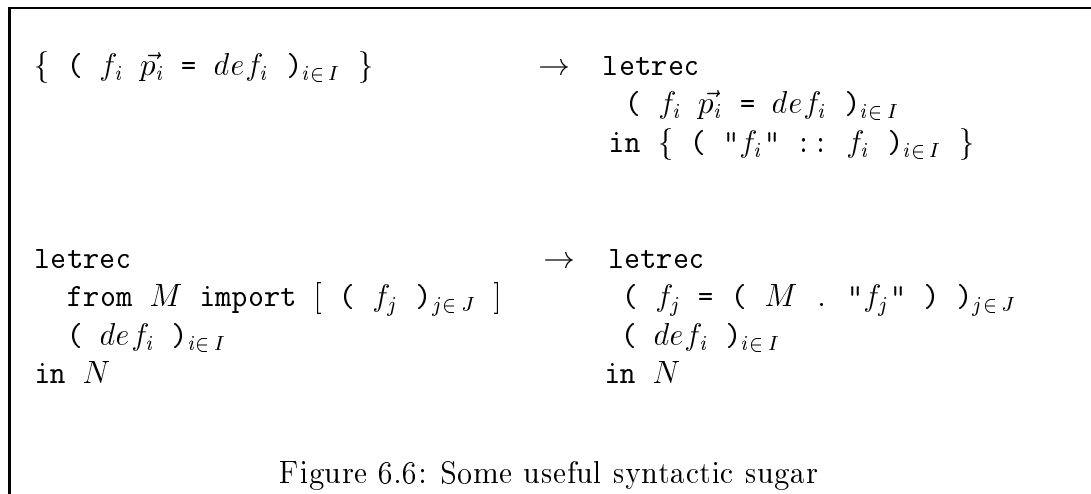 { ( f_i p⃗_i = def_i )_{i∈I} } → letrec
( f_i p⃗_i = def_i )_{i∈I}
in { ( "f_i" :: f_i )_{i∈I} }
letrec → letrec
from M import [ ( f_j )_{j∈J} ] ( f_j = ( M . "f_j" ) )_{j∈J}
( def_i )_{i∈I} ( def_i )_{i∈I}
in N in N
Figure 6.6: Some useful syntactic sugar